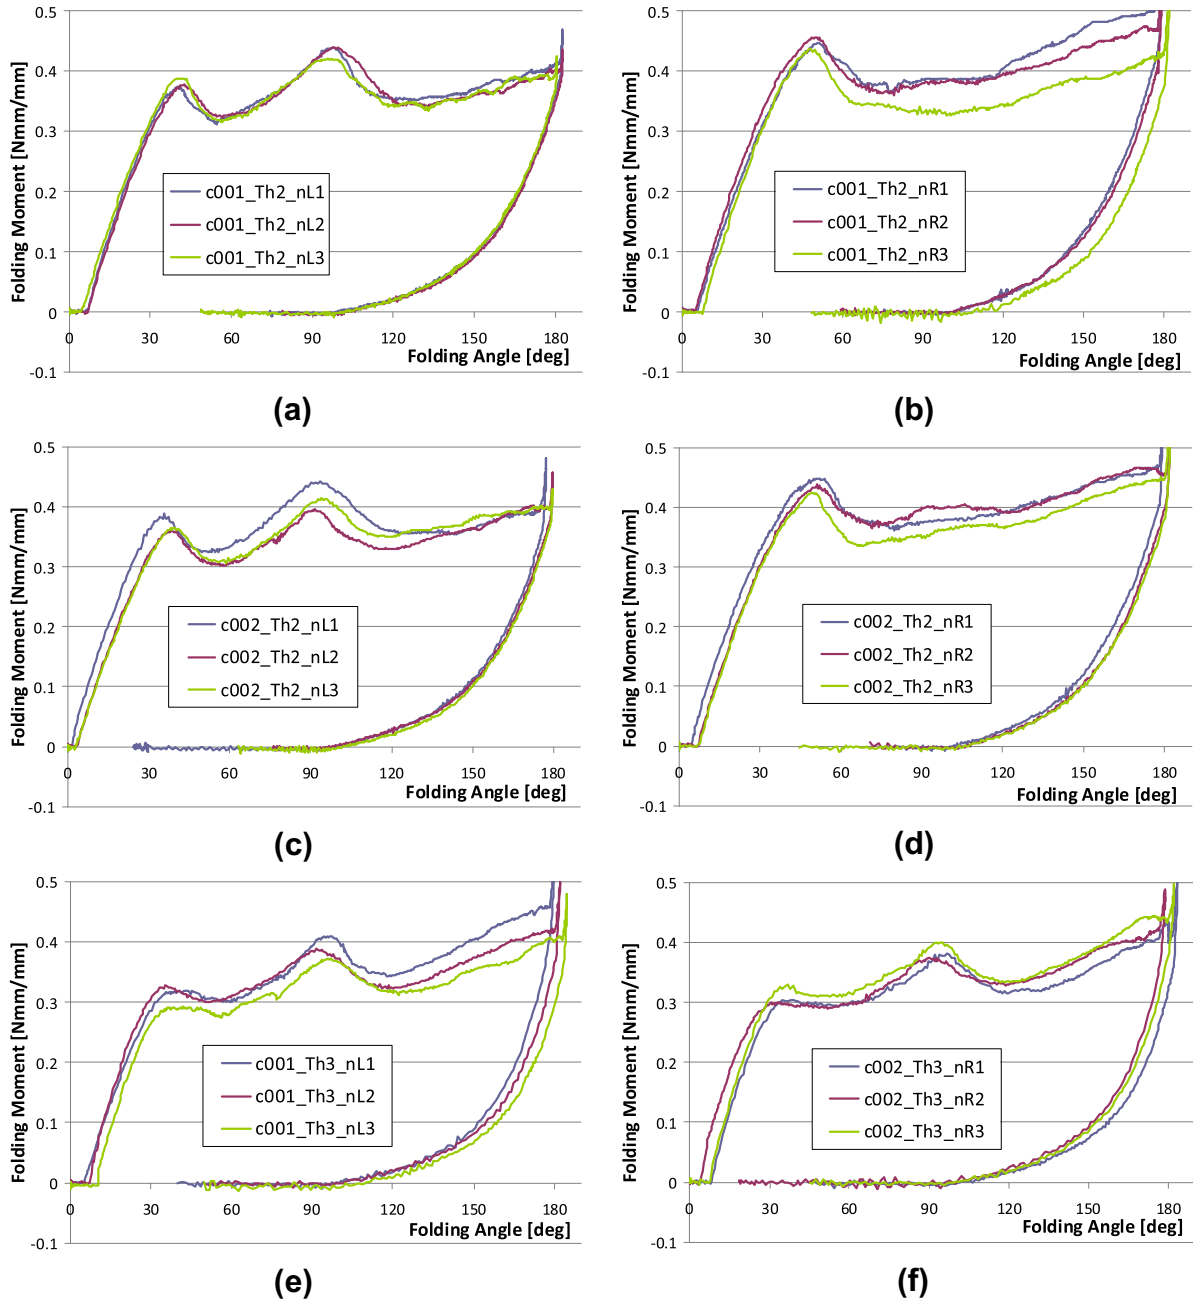 0.5
0.4
0.3
0.2
0.1
0
-0.1
Folding Moment [Nmm/mm]
c001_Th2_nL1
c001_Th2_nL2
c001_Th2_nL3
0 30 60 90 120 150 180
Folding Angle [deg]
(a)
0.5
0.4
0.3
0.2
0.1
0
-0.1
Folding Moment [Nmm/mm]
c001_Th2_nR1
c001_Th2_nR2
c001_Th2_nR3
0 30 60 90 120 150 180
Folding Angle [deg]
(b)
0.5
0.4
0.3
0.2
0.1
0
-0.1
Folding Moment [Nmm/mm]
c002_Th2_nL1
c002_Th2_nL2
c002_Th2_nL3
0 30 60 90 120 150 180
Folding Angle [deg]
(c)
0.5
0.4
0.3
0.2
0.1
0
-0.1
Folding Moment [Nmm/mm]
c002_Th2_nR1
c002_Th2_nR2
c002_Th2_nR3
0 30 60 90 120 150 180
Folding Angle [deg]
(d)
0.5
0.4
0.3
0.2
0.1
0
-0.1
Folding Moment [Nmm/mm]
c001_Th3_nL1
c001_Th3_nL2
c001_Th3_nL3
0 30 60 90 120 150 180
Folding Angle [deg]
(e)
0.5
0.4
0.3
0.2
0.1
0
-0.1
Folding Moment [Nmm/mm]
c002_Th3_nR1
c002_Th3_nR2
c002_Th3_nR3
0 30 60 90 120 150 180
Folding Angle [deg]
(f)